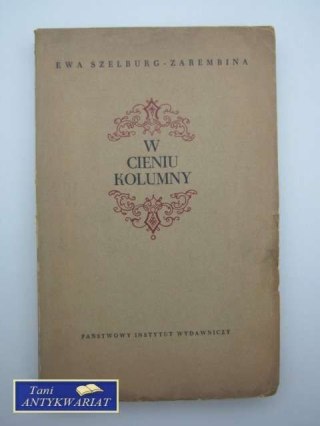 EWA SZELBURG-ZAREMBINA
W
CIENIU
KOLUMNY
PAŃSTWOWY INSTYTUT WYDAWNICZY
Tani
ANTYKWARIAT